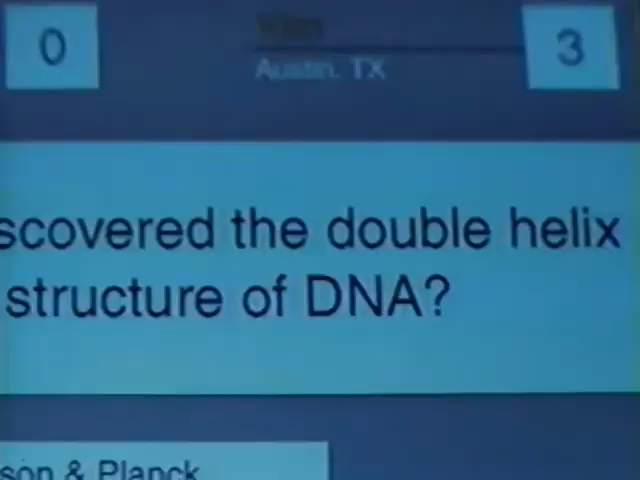 0
3
Austin, TX
scovered the double helix
structure of DNA?
son & Planck